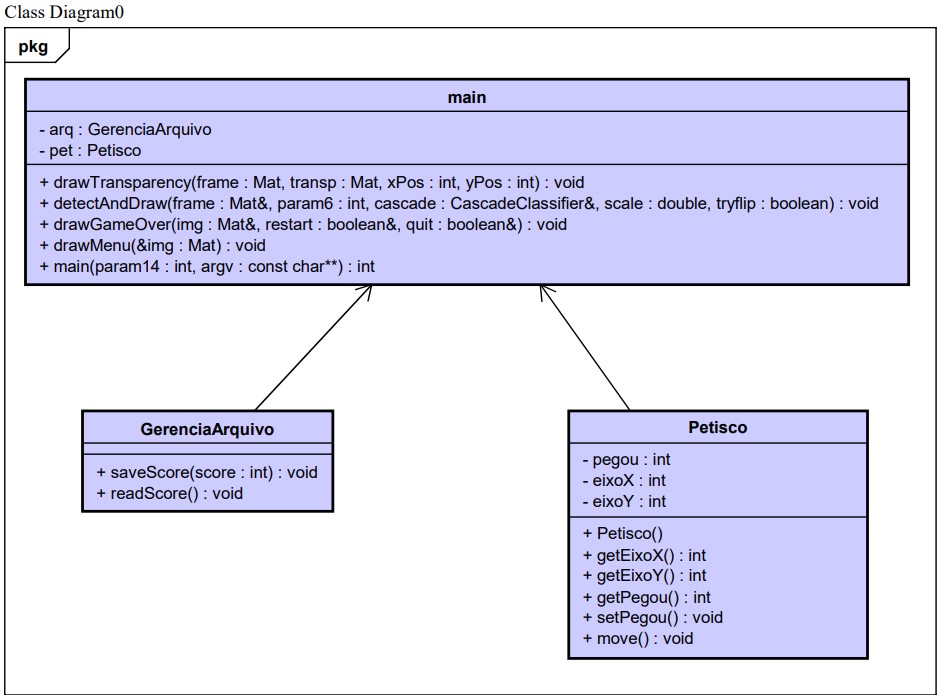 Class Diagram0
pkg
main
- arq : GerenciaArquivo
- pet : Petisco
+ drawTransparency(frame : Mat, transp : Mat, xPos : int, yPos : int) : void
+ detectAndDraw(frame : Mat&, param6 : int, cascade : CascadeClassifier&, scale : double, tryflip : boolean) : void
+ drawGameOver(img : Mat&, restart : boolean&, quit : boolean&) : void
+ drawMenu(&img : Mat) : void
+ main(param14 : int, argv : const char**) : int
GerenciaArquivo
+ saveScore(score : int) : void
+ readScore() : void
Petisco
- pegou : int
- eixoX : int
- eixoY : int
+ Petisco()
+ getEixoX() : int
+ getEixoY() : int
+ getPegou() : int
+ setPegou() : void
+ move() : void